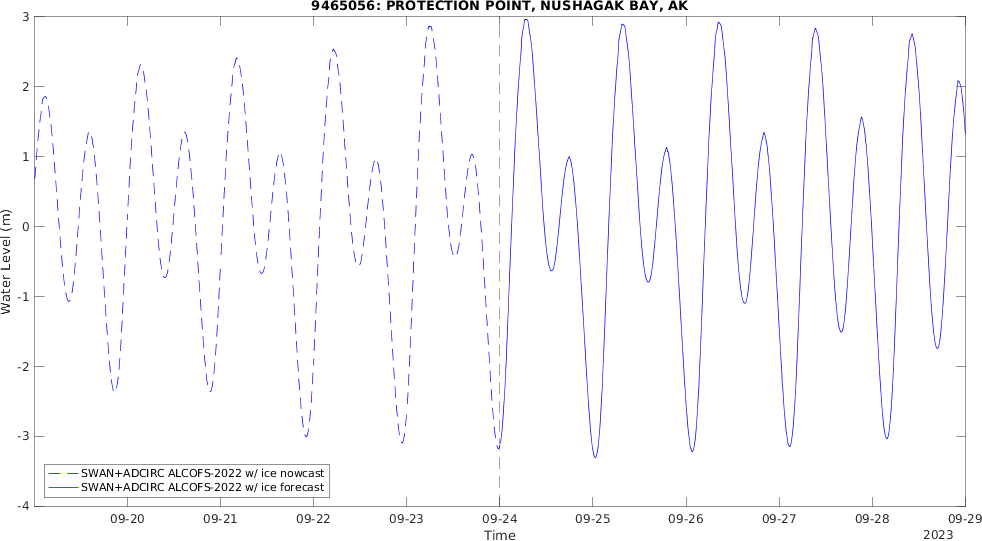 9465056: PROTECTION POINT, NUSHAGAK BAY, AK
3
2
1
0
-1
-2
-3
-4
Water Level (m)
SWAN+ADCIRC ALCOFS-2022 w/ ice nowcast
SWAN+ADCIRC ALCOFS-2022 w/ ice forecast
09-20 09-21 09-22 09-23 09-24 09-25 09-26 09-27 09-28 09-29
Time
2023